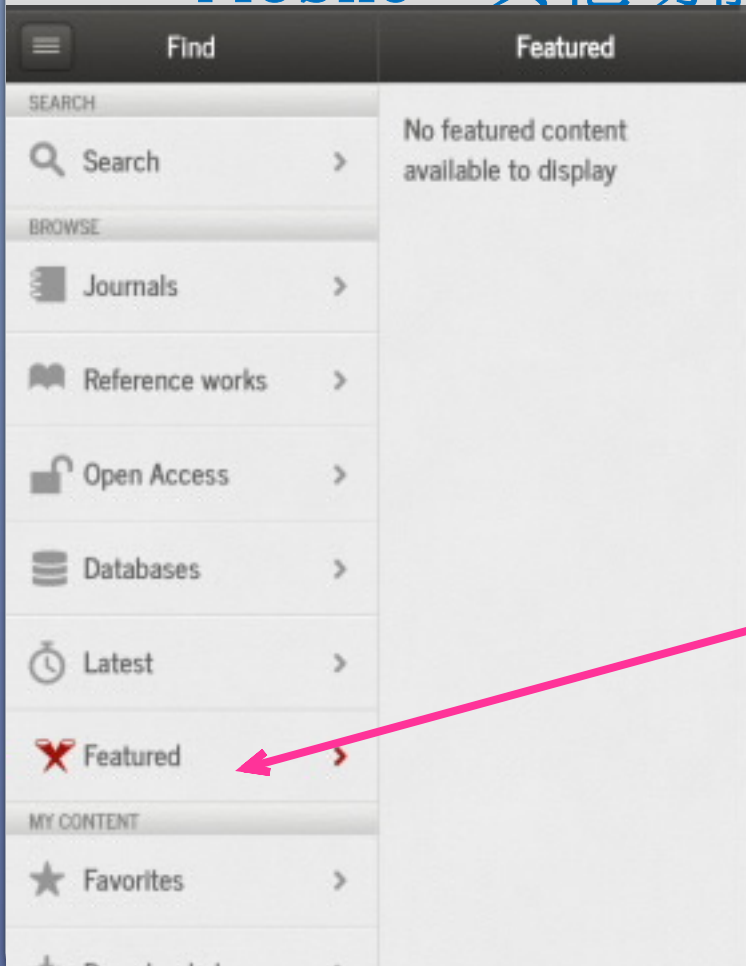 Find
Featured
SEARCH
Search
No featured content
available to display
BROWSE
Journals
Reference works
Open Access
Databases
Latest
Featured
MY CONTENT
Favorites